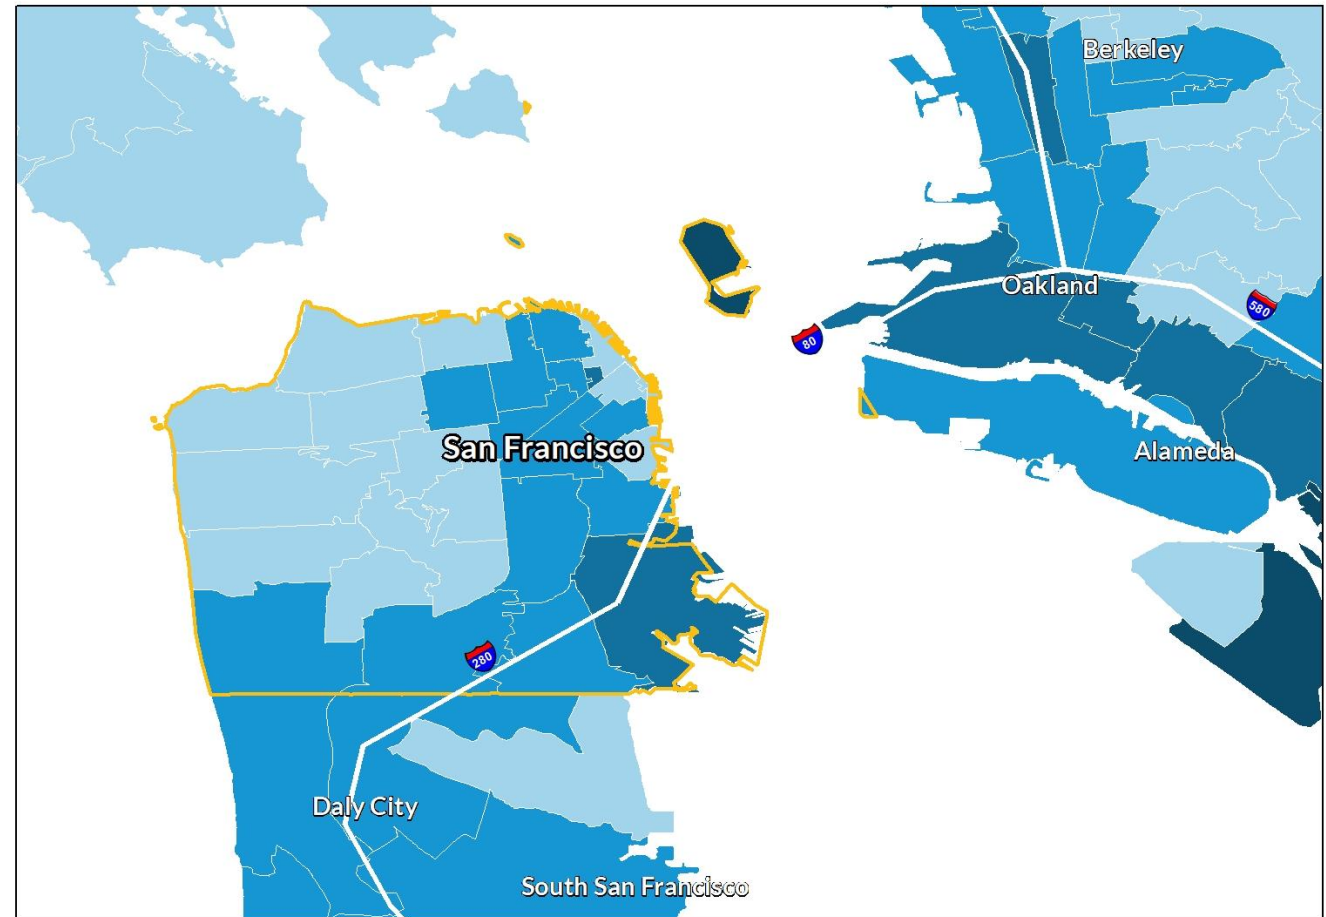 Berkeley
Oakland
580
80
San Francisco
Alameda
280
Daly City
South San Francisco